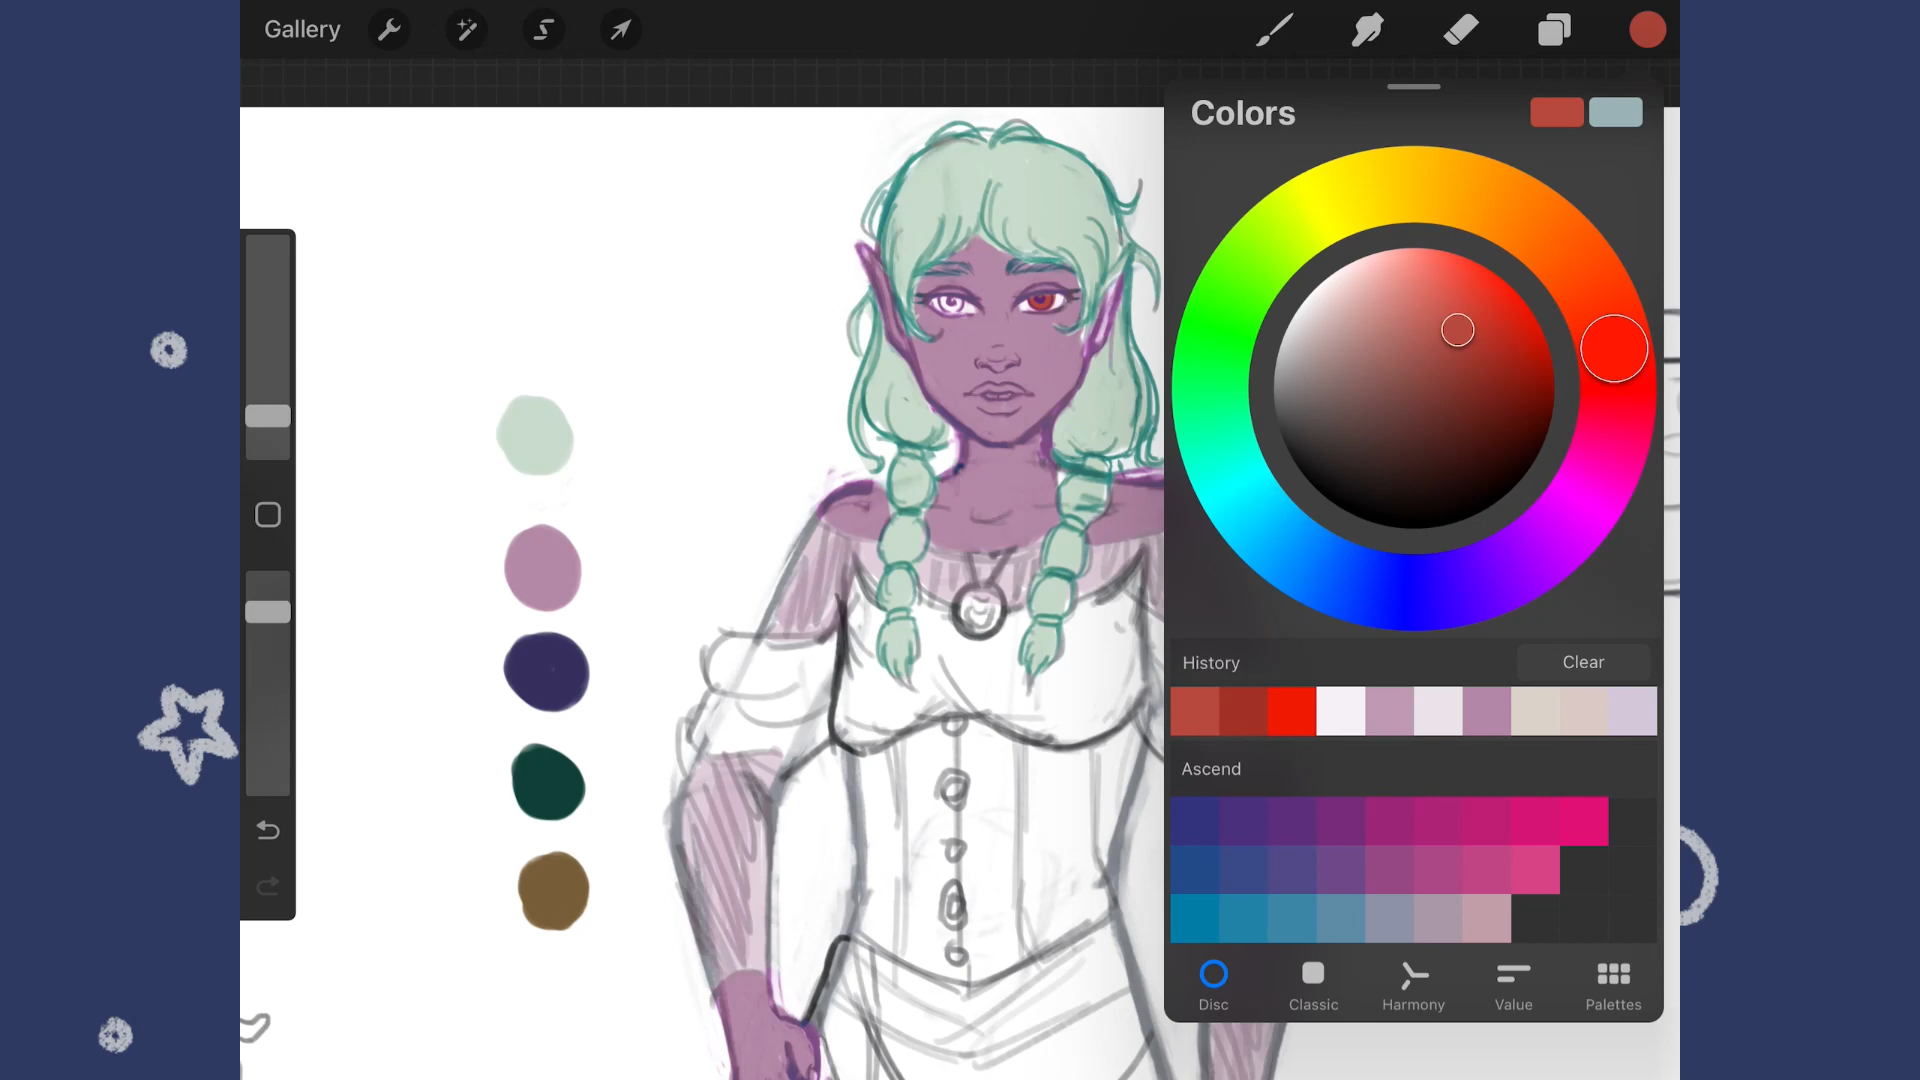 Gallery
Colors
History
Clear
Ascend
Disc
Classic
Harmony
Value
Palettes